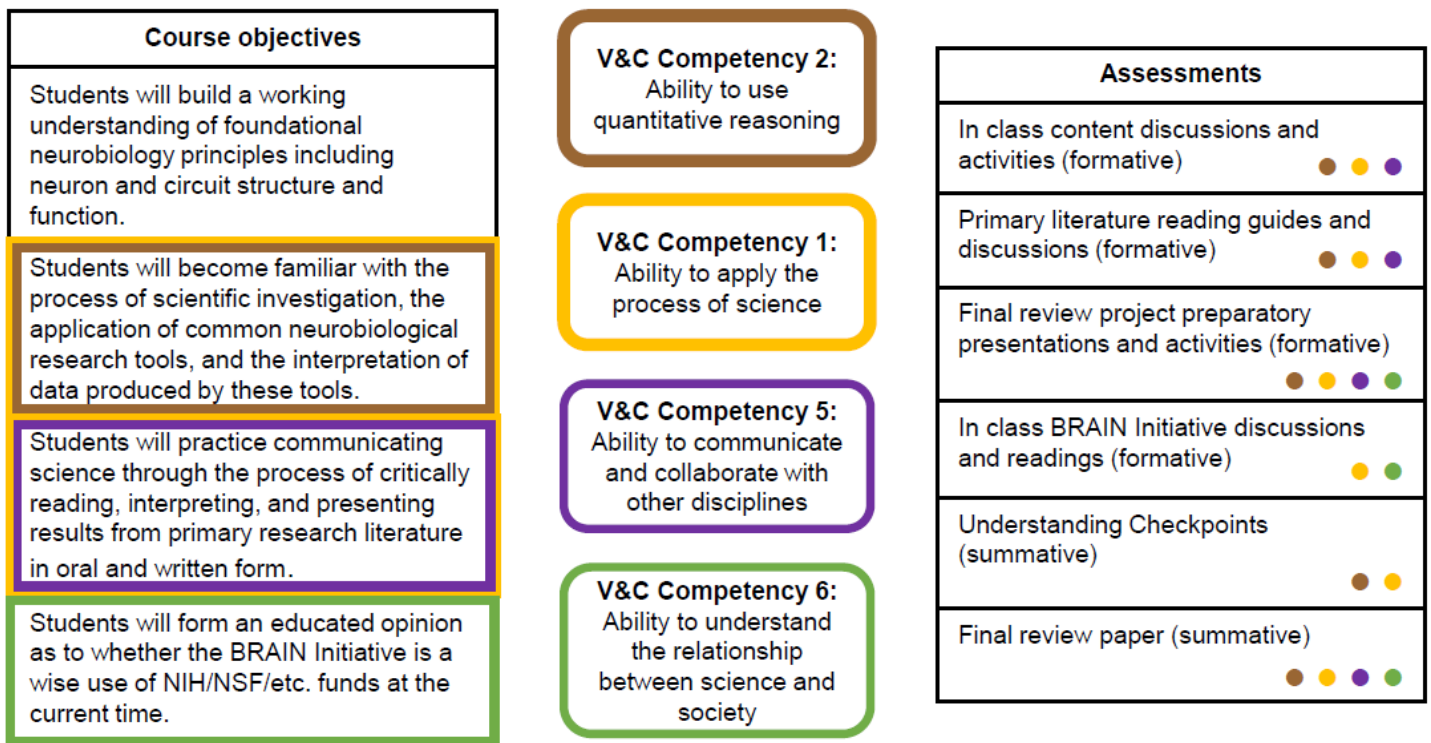 Course objectives
Students will build a working
understanding of foundational
neurobiology principles including
neuron and circuit structure and
function.
Students will become familiar with the
process of scientific investigation, the
application of common neurobiological
research tools, and the interpretation of
data produced by these tools.
Students will practice communicating
science through the process of critically
reading, interpreting, and presenting
results from primary research literature
in oral and written form.
Students will form an educated opinion
as to whether the BRAIN Initiative is a
wise use of NIH/NSF/etc. funds at the
current time.
V&C Competency 2:
Ability to use
quantitative reasoning
V&C Competency 1:
Ability to apply the
process of science
V&C Competency 5:
Ability to communicate
and collaborate with
other disciplines
V&C Competency 6:
Ability to understand
the relationship
between science and
society
Assessments
In class content discussions and
activities (formative)
Primary literature reading guides and
discussions (formative)
Final review project preparatory
presentations and activities (formative)
In class BRAIN Initiative discussions
and readings (formative)
Understanding Checkpoints
(summative)
Final review paper (summative)